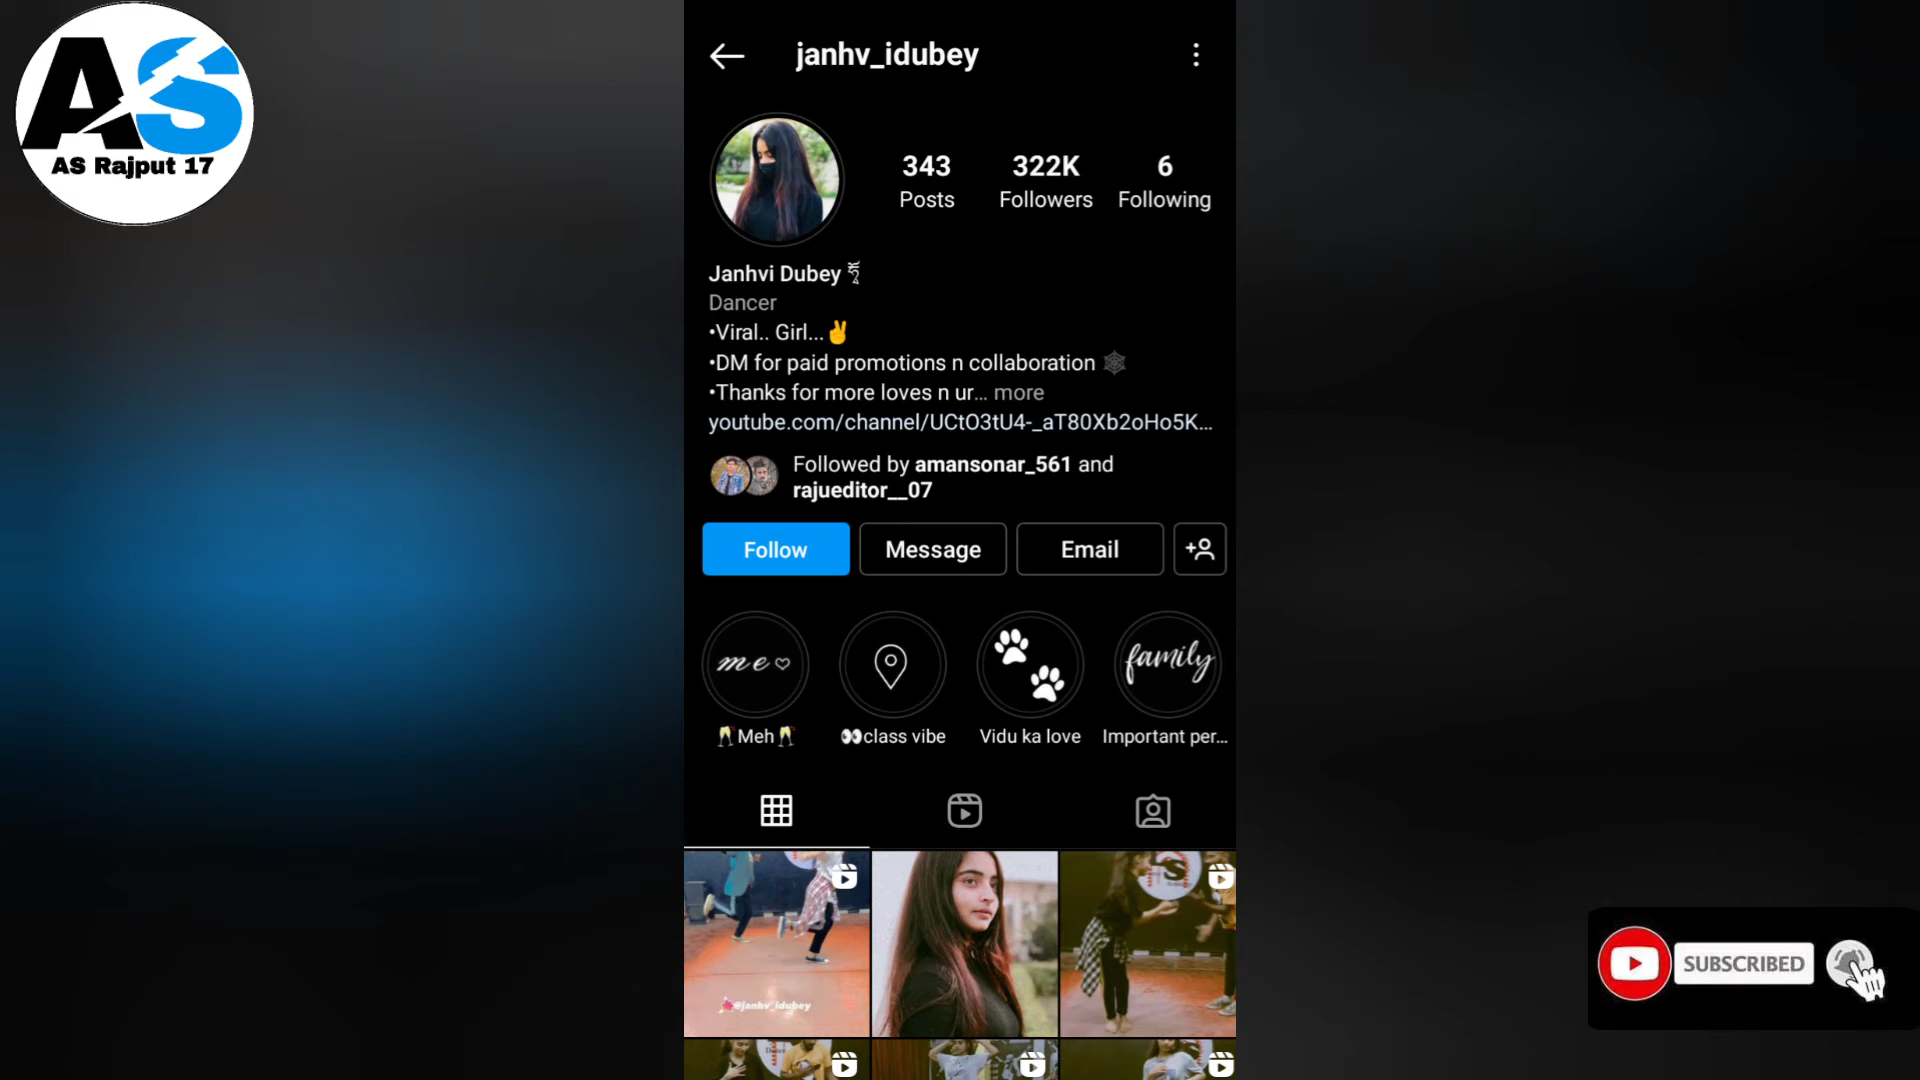 AS
AS Rajput 17
janhv_idubey
343
Posts
322K
Followers
6
Following
Janhvi Dubey
Dancer
•Viral.. Girl...✌
•DM for paid promotions n collaboration 🕸
•Thanks for more loves n ur... more
youtube.com/channel/UCtO3tU4-_aT80Xb2oHo5K...
Followed by amansonar_561 and
rajueditor__07
Follow
Message
Email
me♡
family
🥂Meh🥂
👀class vibe
Vidu ka love
Important per...
@janhv_idubey
SUBSCRIBED